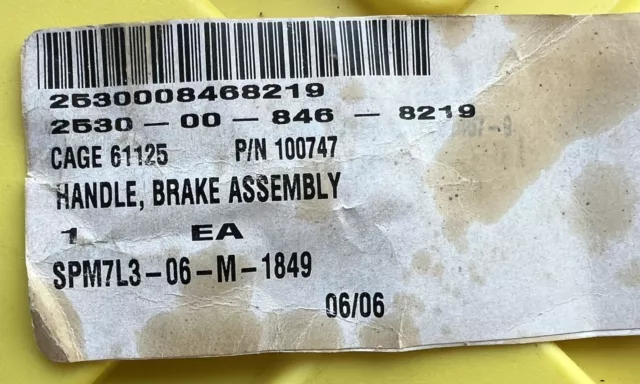 2530008468219
2530-00-846-8219
CAGE 61125 P/N 100747
HANDLE, BRAKE ASSEMBLY
1 EA
SPM7L3-06-M-1849
06/06